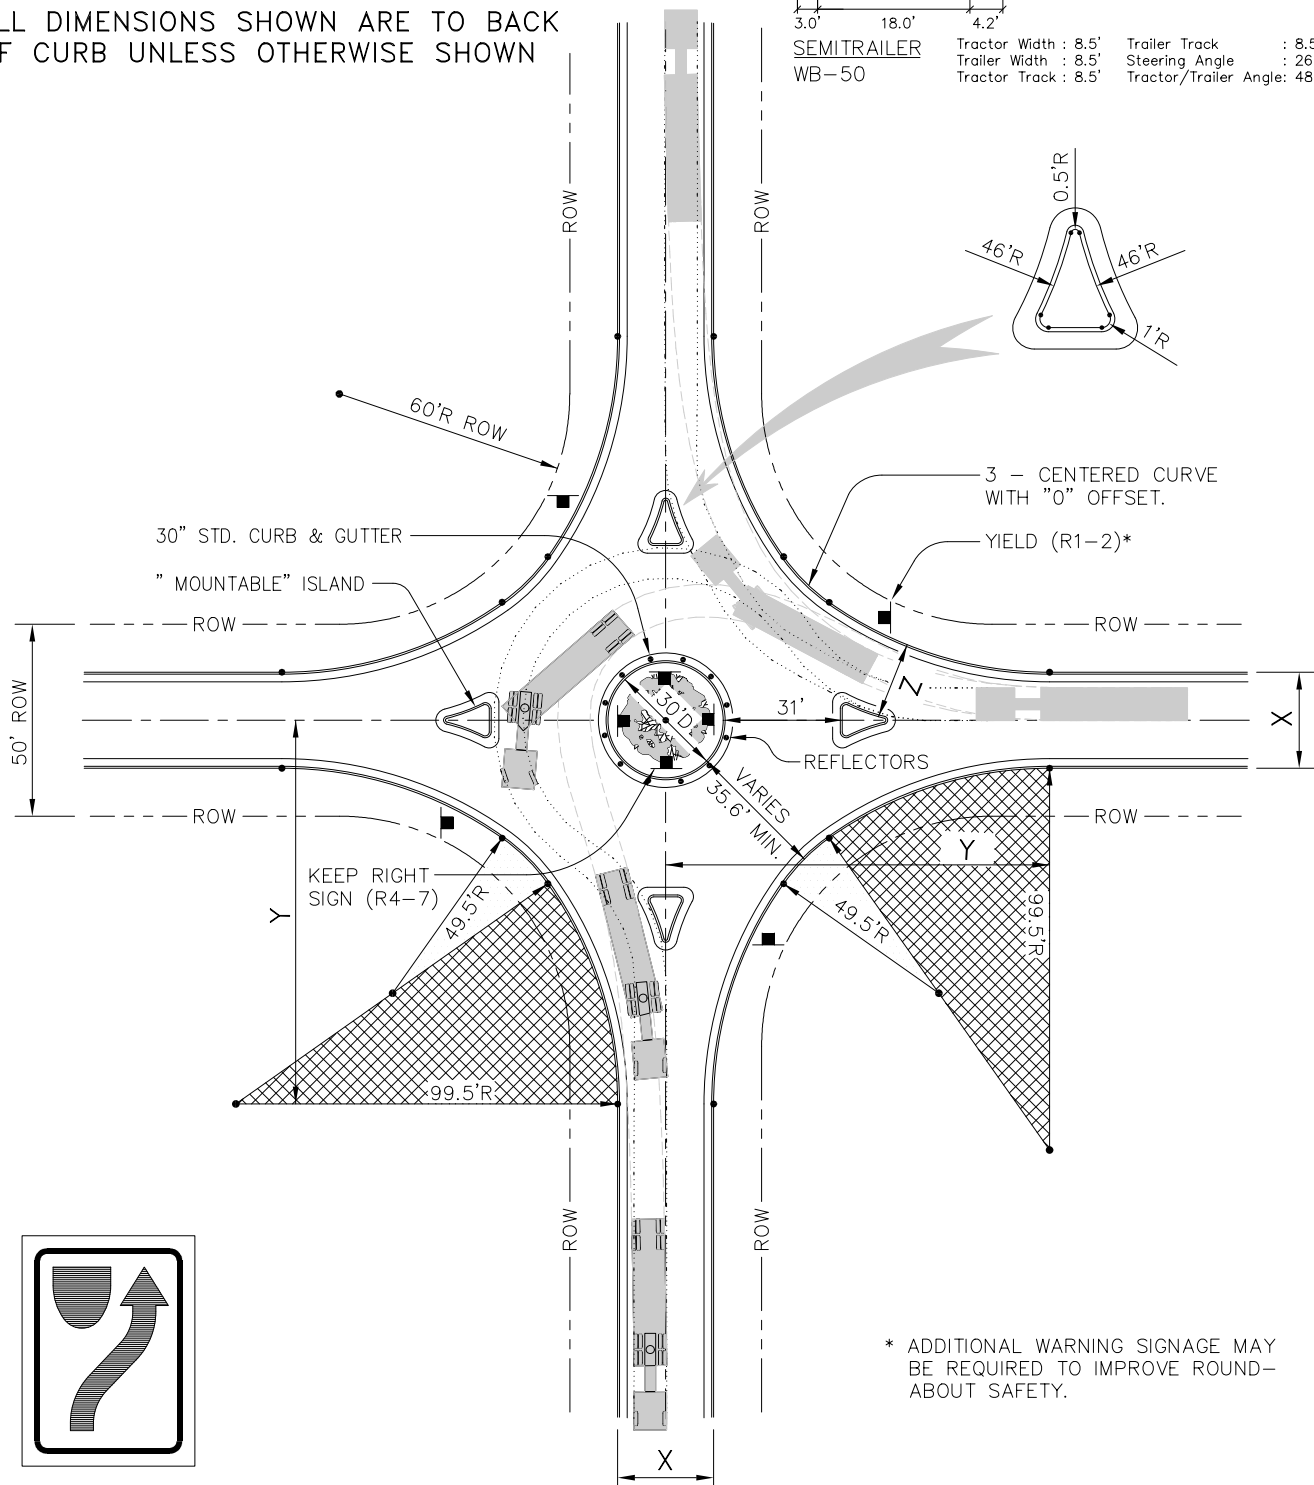 LL DIMENSIONS SHOWN ARE TO BACK
F CURB UNLESS OTHERWISE SHOWN
3.0' 18.0' 4.2'
SEMITRAILER
WB-50
Tractor Width : 8.5' Trailer Track : 8.5
Trailer Width : 8.5' Steering Angle : 26
Tractor Track : 8.5' Tractor/Trailer Angle: 48
ROW
ROW
0.5'R
46'R
46'R
1'R
60'R ROW
3 - CENTERED CURVE
WITH "0" OFFSET.
30" STD. CURB & GUTTER
YIELD (R1-2)*
" MOUNTABLE" ISLAND
ROW
ROW
50' ROW
Z
30'D
31'
X
REFLECTORS
VARIES
35.6' MIN.
ROW
ROW
Y
KEEP RIGHT
SIGN (R4-7)
49.5'R
Y
49.5'R
99.5'R
99.5'R
ROW
ROW
* ADDITIONAL WARNING SIGNAGE MAY
BE REQUIRED TO IMPROVE ROUND-
ABOUT SAFETY.
X